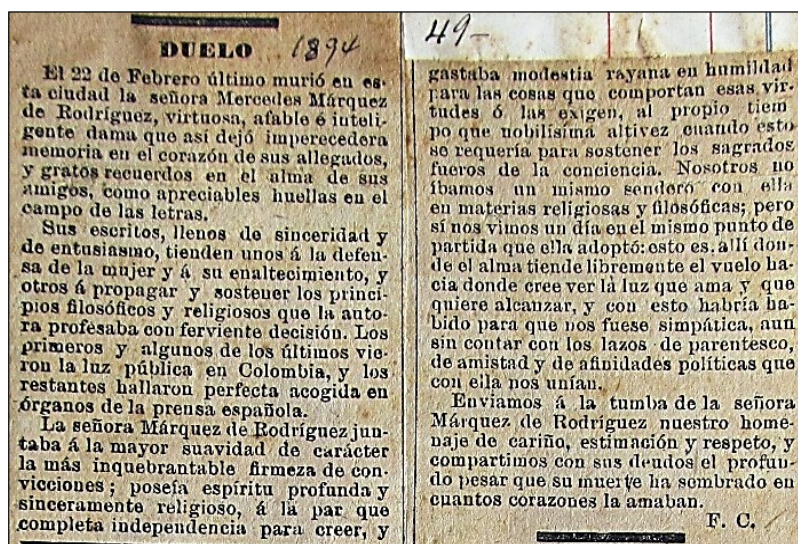 DUELO 1894
El 22 de Febrero último murió en es-
ta ciudad la señora Mercedes Márquez
de Rodríguez, virtuosa, afable é inteli-
gente dama que así dejó imperecedera
memoria en el corazón de sus allegados,
y gratos recuerdos en el alma de sus
amigos, como apreciables huellas en el
campo de las letras.
Sus escritos, llenos de sinceridad y
de entusiasmo, tienden unos á la defen-
sa de la mujer y á su enaltecimiento, y
otros á propagar y sostener los princi-
pios filosóficos y religiosos que la auto-
ra profesaba con ferviente decisión. Los
primeros y algunos de los últimos vie-
ron la luz pública en Colombia, y los
restantes hallaron perfecta acogida en
órganos de la prensa española.
La señora Márquez de Rodríguez jun-
taba á la mayor suavidad de carácter
la más inquebrantable firmeza de con-
vicciones; poseía espíritu profunda y
sinceramente religioso, á la par que
completa independencia para creer, y
49-
gastaba modestia rayana en humildad
para las cosas que comportan esas vir-
tudes ó las exigen, al propio tiem
po que nobilísima altivez cuando esto
se requería para sostener los sagrados
fueros de la conciencia. Nosotros no
íbamos un mismo sendero con ella
en materias religiosas y filosóficas; pero
sí nos vimos un día en el mismo punto de
partida que ella adoptó: esto es. allí don-
de el alma tiende libremente el vuelo ha-
cia donde cree ver la luz que ama y que
quiere alcanzar, y con esto habría ha-
bido para que nos fuese simpática, aun
sin contar con los lazos de parentesco,
de amistad y de afinidades políticas que
con ella nos unían.
Enviamos á la tumba de la señora
Márquez de Rodríguez nuestro home-
naje de cariño, estimación y respeto, y
compartimos con sus deudos el profun-
do pesar que su muerte ha sembrado en
cuantos corazones la amaban.
F. C.